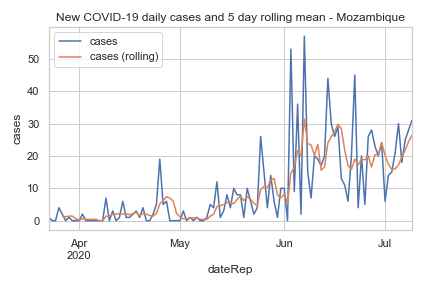 New COVID-19 daily cases and 5 day rolling mean - Mozambique
cases
cases (rolling)
60
50
40
30
20
10
0
cases
Apr
2020
May
Jun
Jul
dateRep